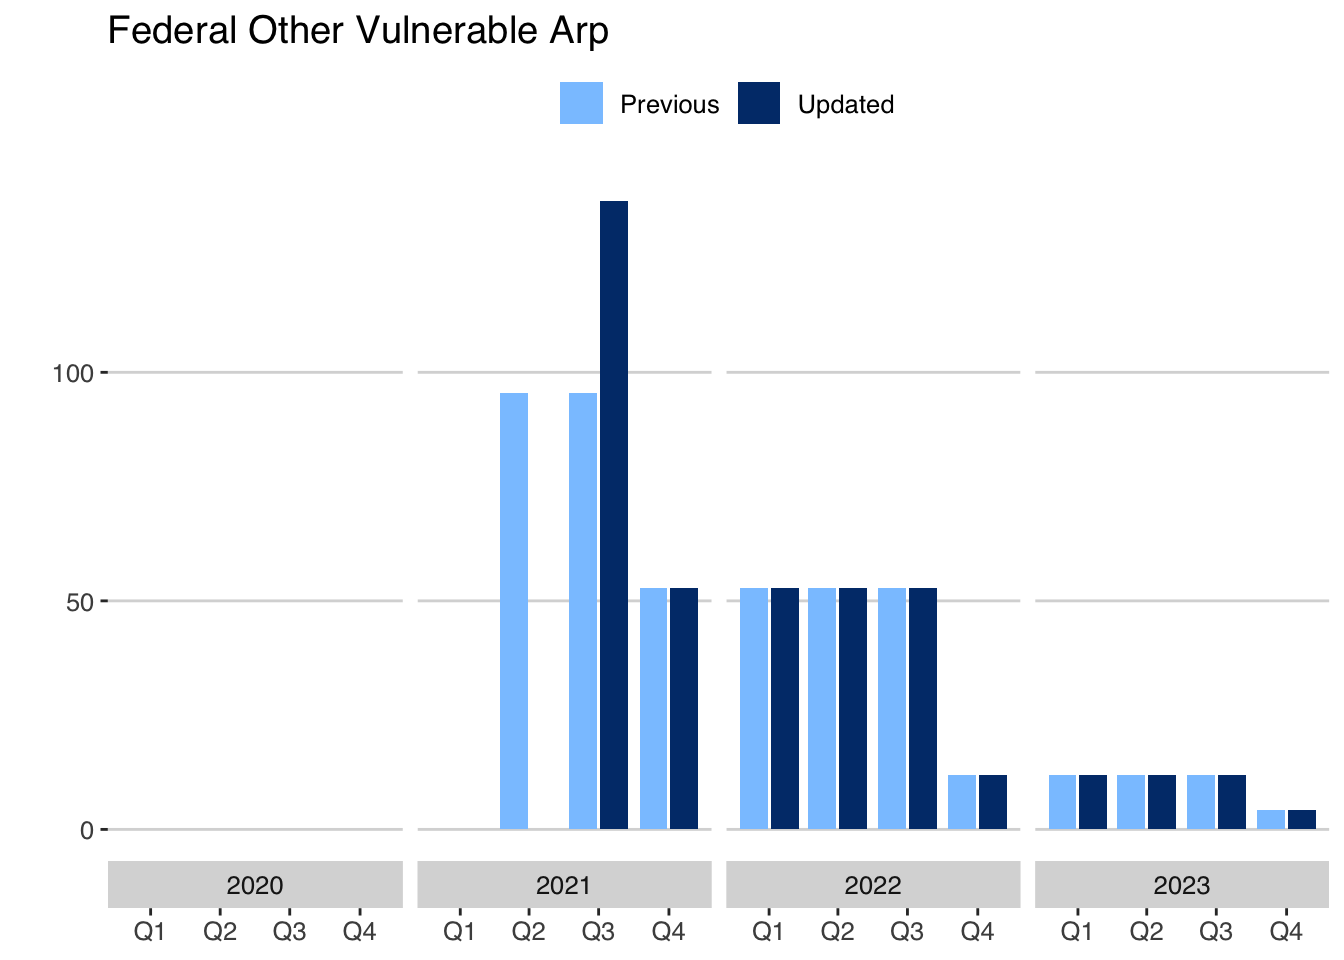 Federal Other Vulnerable Arp
Previous Updated
100
50
0
2020 2021 2022 2023
Q1 Q2 Q3 Q4 Q1 Q2 Q3 Q4 Q1 Q2 Q3 Q4 Q1 Q2 Q3 Q4